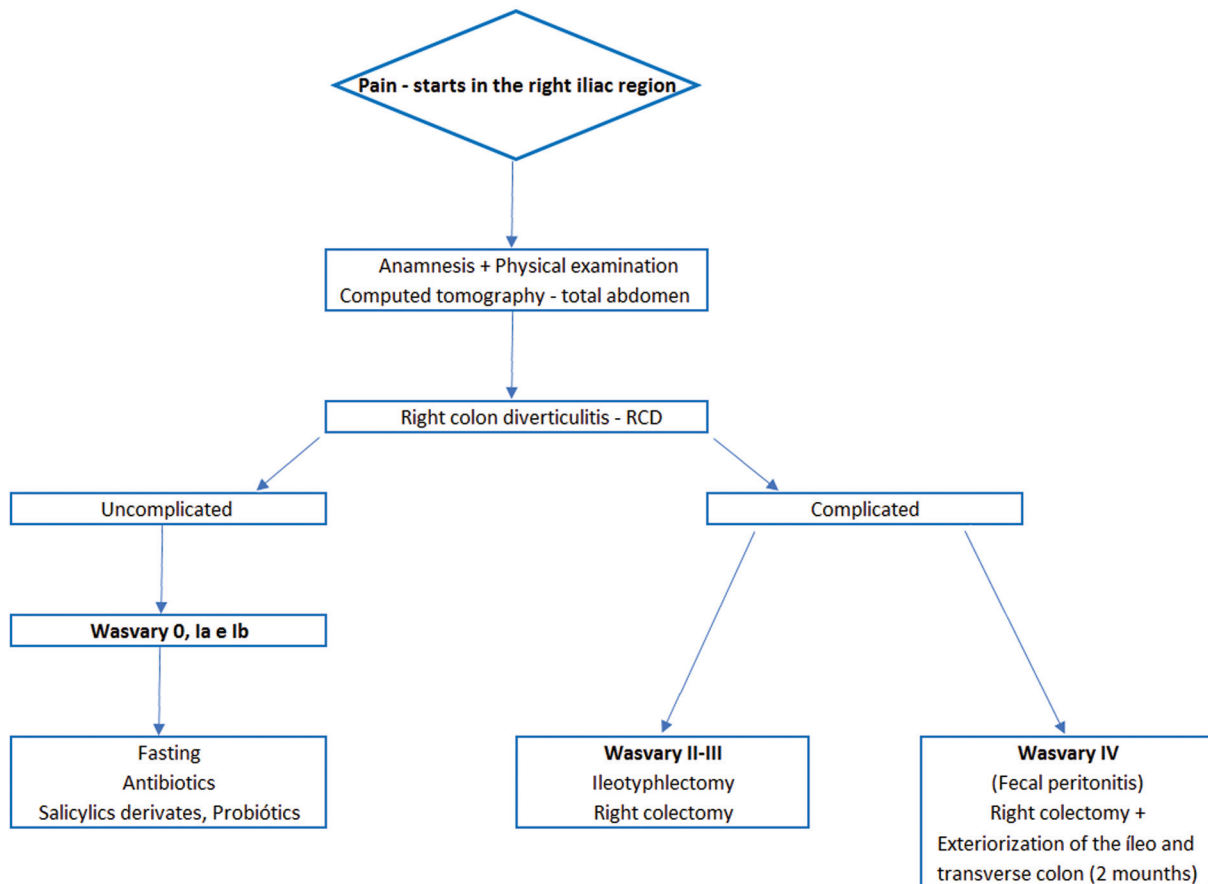 Pain - starts in the right iliac region
Anamnesis + Physical examination
Computed tomography - total abdomen
Right colon diverticulitis - RCD
Uncomplicated
Complicated
Wasvary 0, Ia e Ib
Fasting
Antibiotics
Salicylics derivates, Probiótics
Wasvary II-III
Ileotyphlectomy
Right colectomy
Wasvary IV
(Fecal peritonitis)
Right colectomy +
Exteriorization of the íleo and
transverse colon (2 mounths)